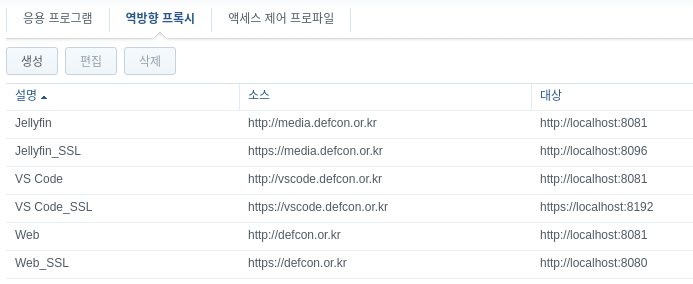 응용 프로그램 역방향 프록시 액세스 제어 프로파일
생성 편집 삭제
설명 소스 대상
Jellyfin http://media.defcon.or.kr http://localhost:8081
Jellyfin_SSL https://media.defcon.or.kr http://localhost:8096
VS Code http://vscode.defcon.or.kr http://localhost:8081
VS Code_SSL https://vscode.defcon.or.kr https://localhost:8192
Web http://defcon.or.kr http://localhost:8081
Web_SSL https://defcon.or.kr http://localhost:8080